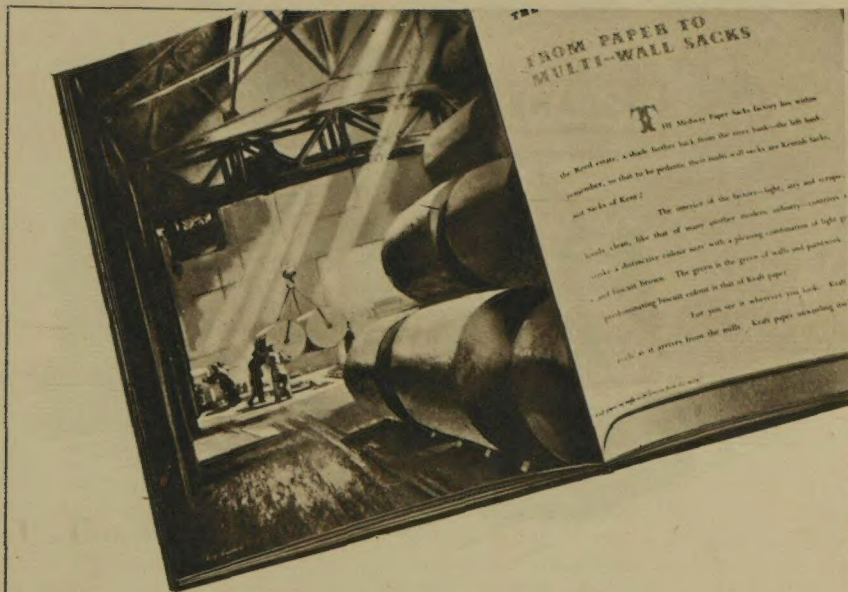 THE
FROM PAPER TO
MULTI-WALL SACKS
THE Medway Paper Sacks factory lies within
the Reed estate, a shade further back from the river bank—the left bank,
remember, so that to be pedantic their multi-wall sacks are Kentish Sacks,
not Sacks of Kent!
The interior of the factory—light, airy and scrupu-
lously clean, like that of many another modern industry—contrives
strike a distinctive colour note with a pleasing combination of light
and biscuit brown. The green is the green of walls and paintwork
predominating biscuit colour is that of Kraft paper
For you see it wherever you look. Kraft
as it arrives from the mills. Kraft paper unwinding